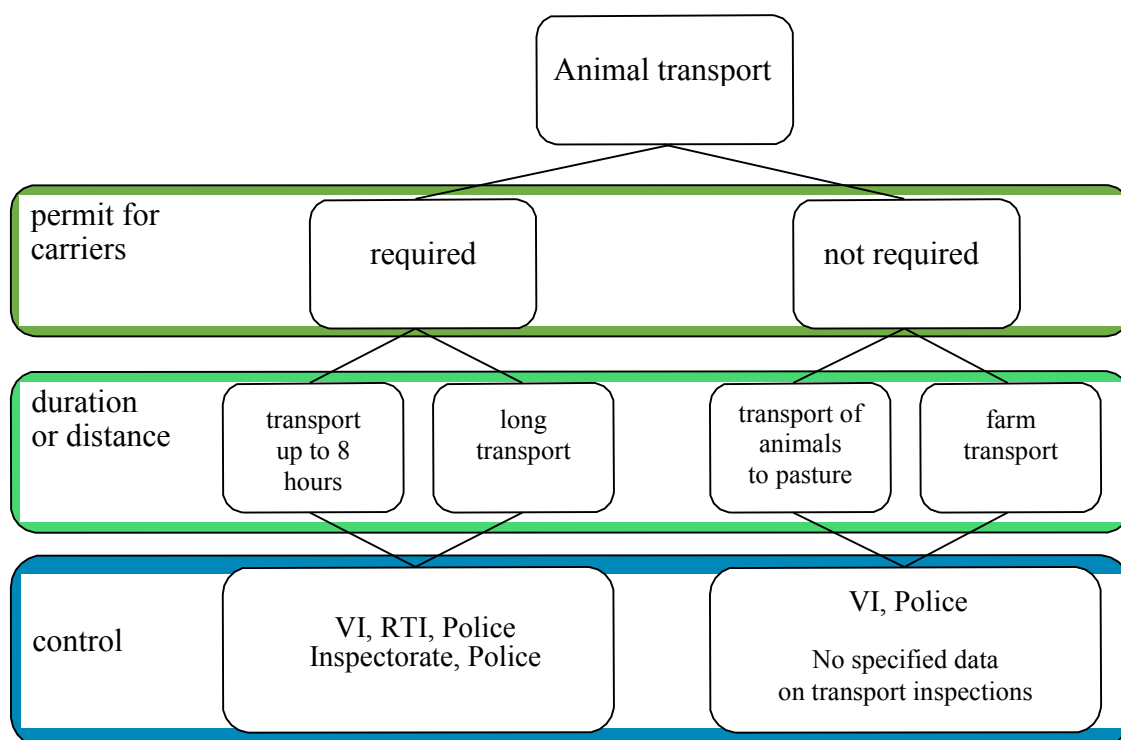 Animal transport
permit for
carriers
required
not required
duration
or distance
transport
up to 8
hours
long
transport
transport of
animals
to pasture
farm
transport
control
VI, RTI, Police
Inspectorate, Police
VI, Police
No specified data
on transport inspections